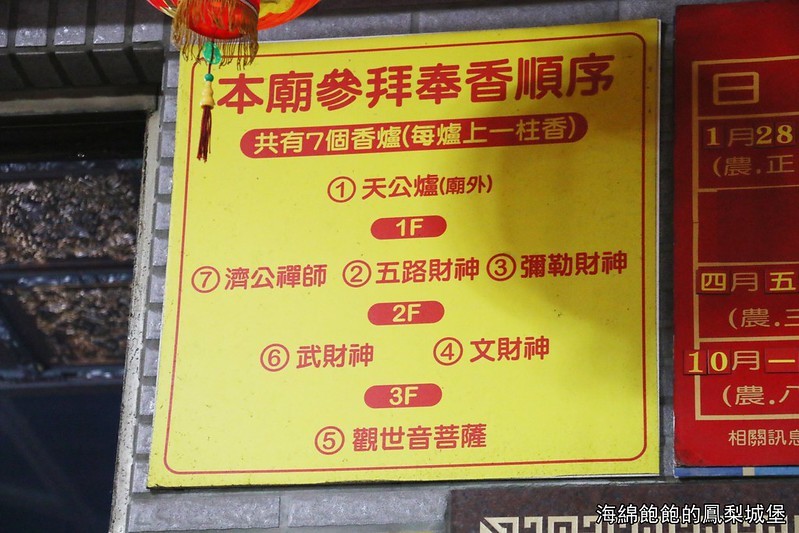 本廟參拜奉香順序
共有7個香爐(每爐上一柱香)
①天公爐(廟外)
1F
⑦濟公禪師 ②五路財神 ③彌勒財神
2F
⑥武財神 ④文財神
3F
⑤觀世音菩薩
日
1月28
(農.正
四月五
(農.三
10月一
(農.八
相關訊息
海綿飽飽的鳳梨城堡